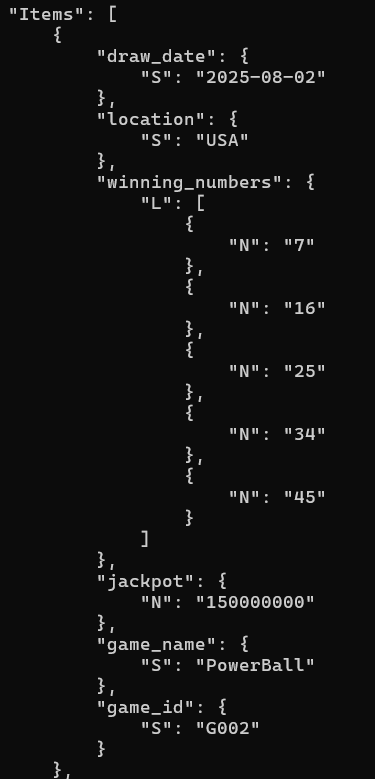 "Items": [
    {
        "draw_date": {
            "S": "2025-08-02"
        },
        "location": {
            "S": "USA"
        },
        "winning_numbers": {
            "L": [
                {
                    "N": "7"
                },
                {
                    "N": "16"
                },
                {
                    "N": "25"
                },
                {
                    "N": "34"
                },
                {
                    "N": "45"
                }
            ]
        },
        "jackpot": {
            "N": "150000000"
        },
        "game_name": {
            "S": "PowerBall"
        },
        "game_id": {
            "S": "G002"
        }
    },